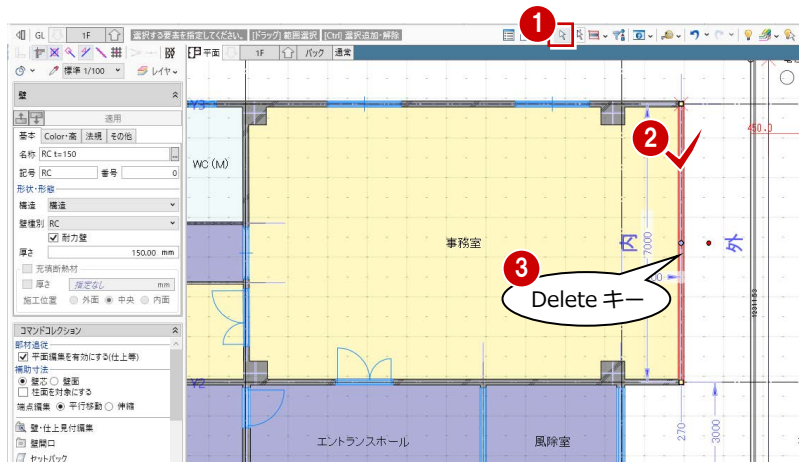 1
GL 1F 選択する要素を指定してください。 [ドラッグ] 範囲選択 [Ctrl] 選択追加・解除
平面 1F バック 通常
標準 1/100 レイヤ
壁
適用
基本 Color・高 法規 その他
名称 RC t=150 ...
記号 RC 番号 0
形状・形態
構造 構造
壁種別 RC
耐力壁
厚さ 150.00 mm
充填断熱材
厚さ 指定なし mm
施工位置 外面 中央 内面
コマンドコレクション
部材追従
平面編集を有効にする(仕上等)
補助寸法
壁芯 壁面
柱面を対象にする
端点編集 平行移動 伸縮
壁・仕上見付編集
壁開口
セットバック
Y3
WC (M)
事務室
2
450.0
内
7000
外
3
Delete キー
Y2
エントランスホール
風除室
270
3000